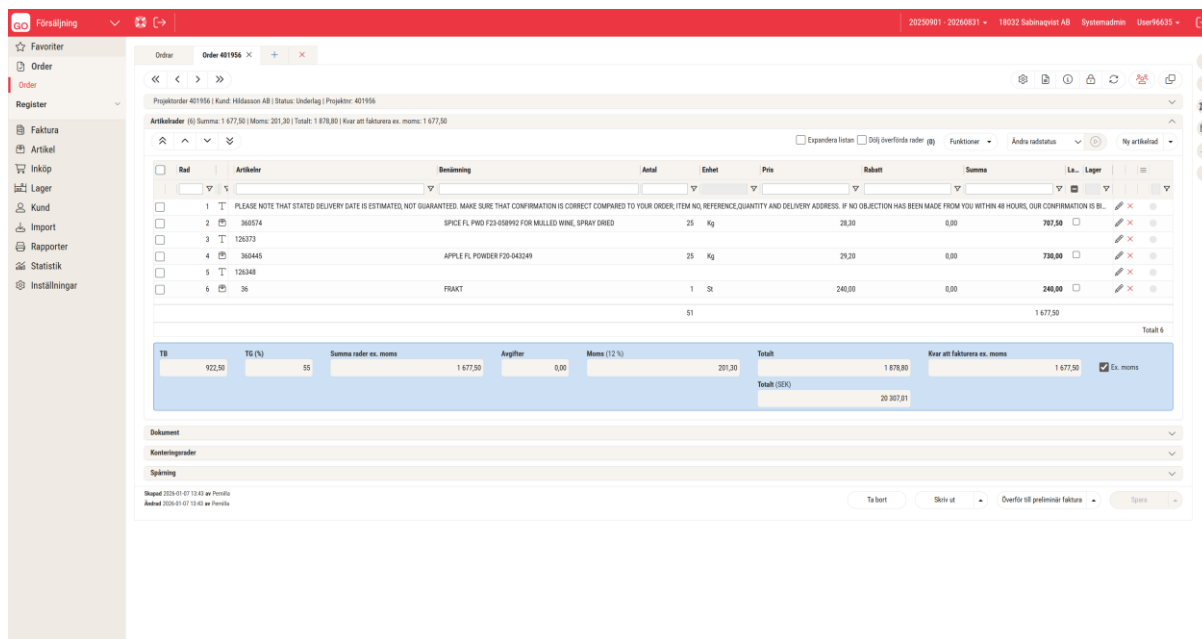 GO Försäljning 20250901 - 20260831 18032 Sabinaqvist AB Systemadmin User96635
Favoriter
Order
Order
Register
Faktura
Artikel
Inköp
Lager
Kund
Import
Rapporter
Statistik
Inställningar
Ordrar Order 401956
Projektorder 401956 | Kund: Hildasson AB | Status: Underlag | Projektnr: 401956
Artikelrader (6) Summa: 1 677,50 | Moms: 201,30 | Totalt: 1 878,80 | Kvar att fakturera ex. moms: 1 677,50
Expandera listan Dölj överförda rader (0) Funktioner Ändra radstatus Ny artikelrad
Rad Artikelnr Benämning Antal Enhet Pris Rabatt Summa Le... Lager
1 T PLEASE NOTE THAT STATED DELIVERY DATE IS ESTIMATED, NOT GUARANTEED. MAKE SURE THAT CONFIRMATION IS CORRECT COMPARED TO YOUR ORDER; ITEM NO, REFERENCE,QUANTITY AND DELIVERY ADDRESS. IF NO OBJECTION HAS BEEN MADE FROM YOU WITHIN 48 HOURS, OUR CONFIRMATION IS BI...
2 360574 SPICE FL PWD F23-058992 FOR MULLED WINE, SPRAY DRIED 25 Kg 28,30 0,00 707,50
3 T 126373
4 360445 APPLE FL POWDER F20-043249 25 Kg 29,20 0,00 730,00
5 T 126348
6 36 FRAKT 1 St 240,00 0,00 240,00
51 1 677,50
Totalt 6
TB TG (%) Summa rader ex. moms Avgifter Moms (12 %) Totalt Kvar att fakturera ex. moms
922,50 55 1 677,50 0,00 201,30 1 878,80 1 677,50 Ex. moms
Totalt (SEK)
20 307,01
Dokument
Konteringsrader
Spårning
Skapad 2026-01-07 13:43 av Pernilla
Ändrad 2026-01-07 13:43 av Pernilla
Ta bort Skriv ut Överför till preliminär faktura Spara